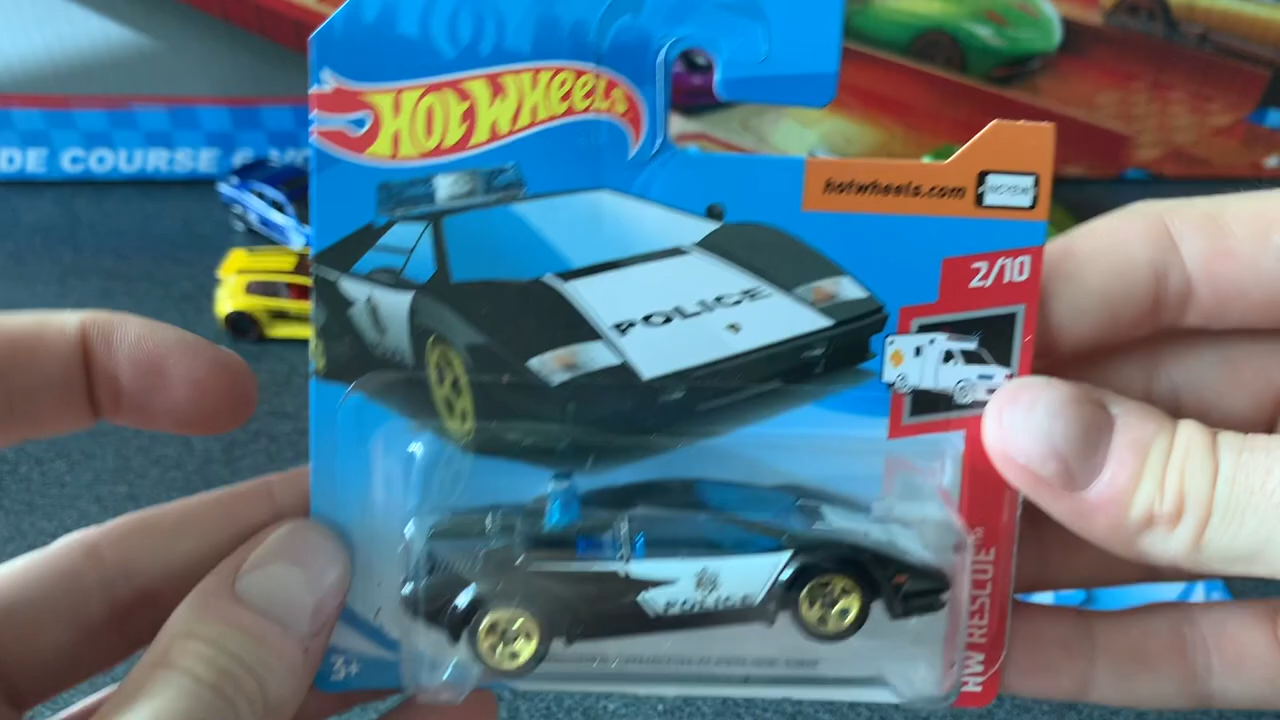 DE COURSE
HOT WHEELS
hotwheels.com
2/10
POLICE
POLICE
HW RESCUE
3+